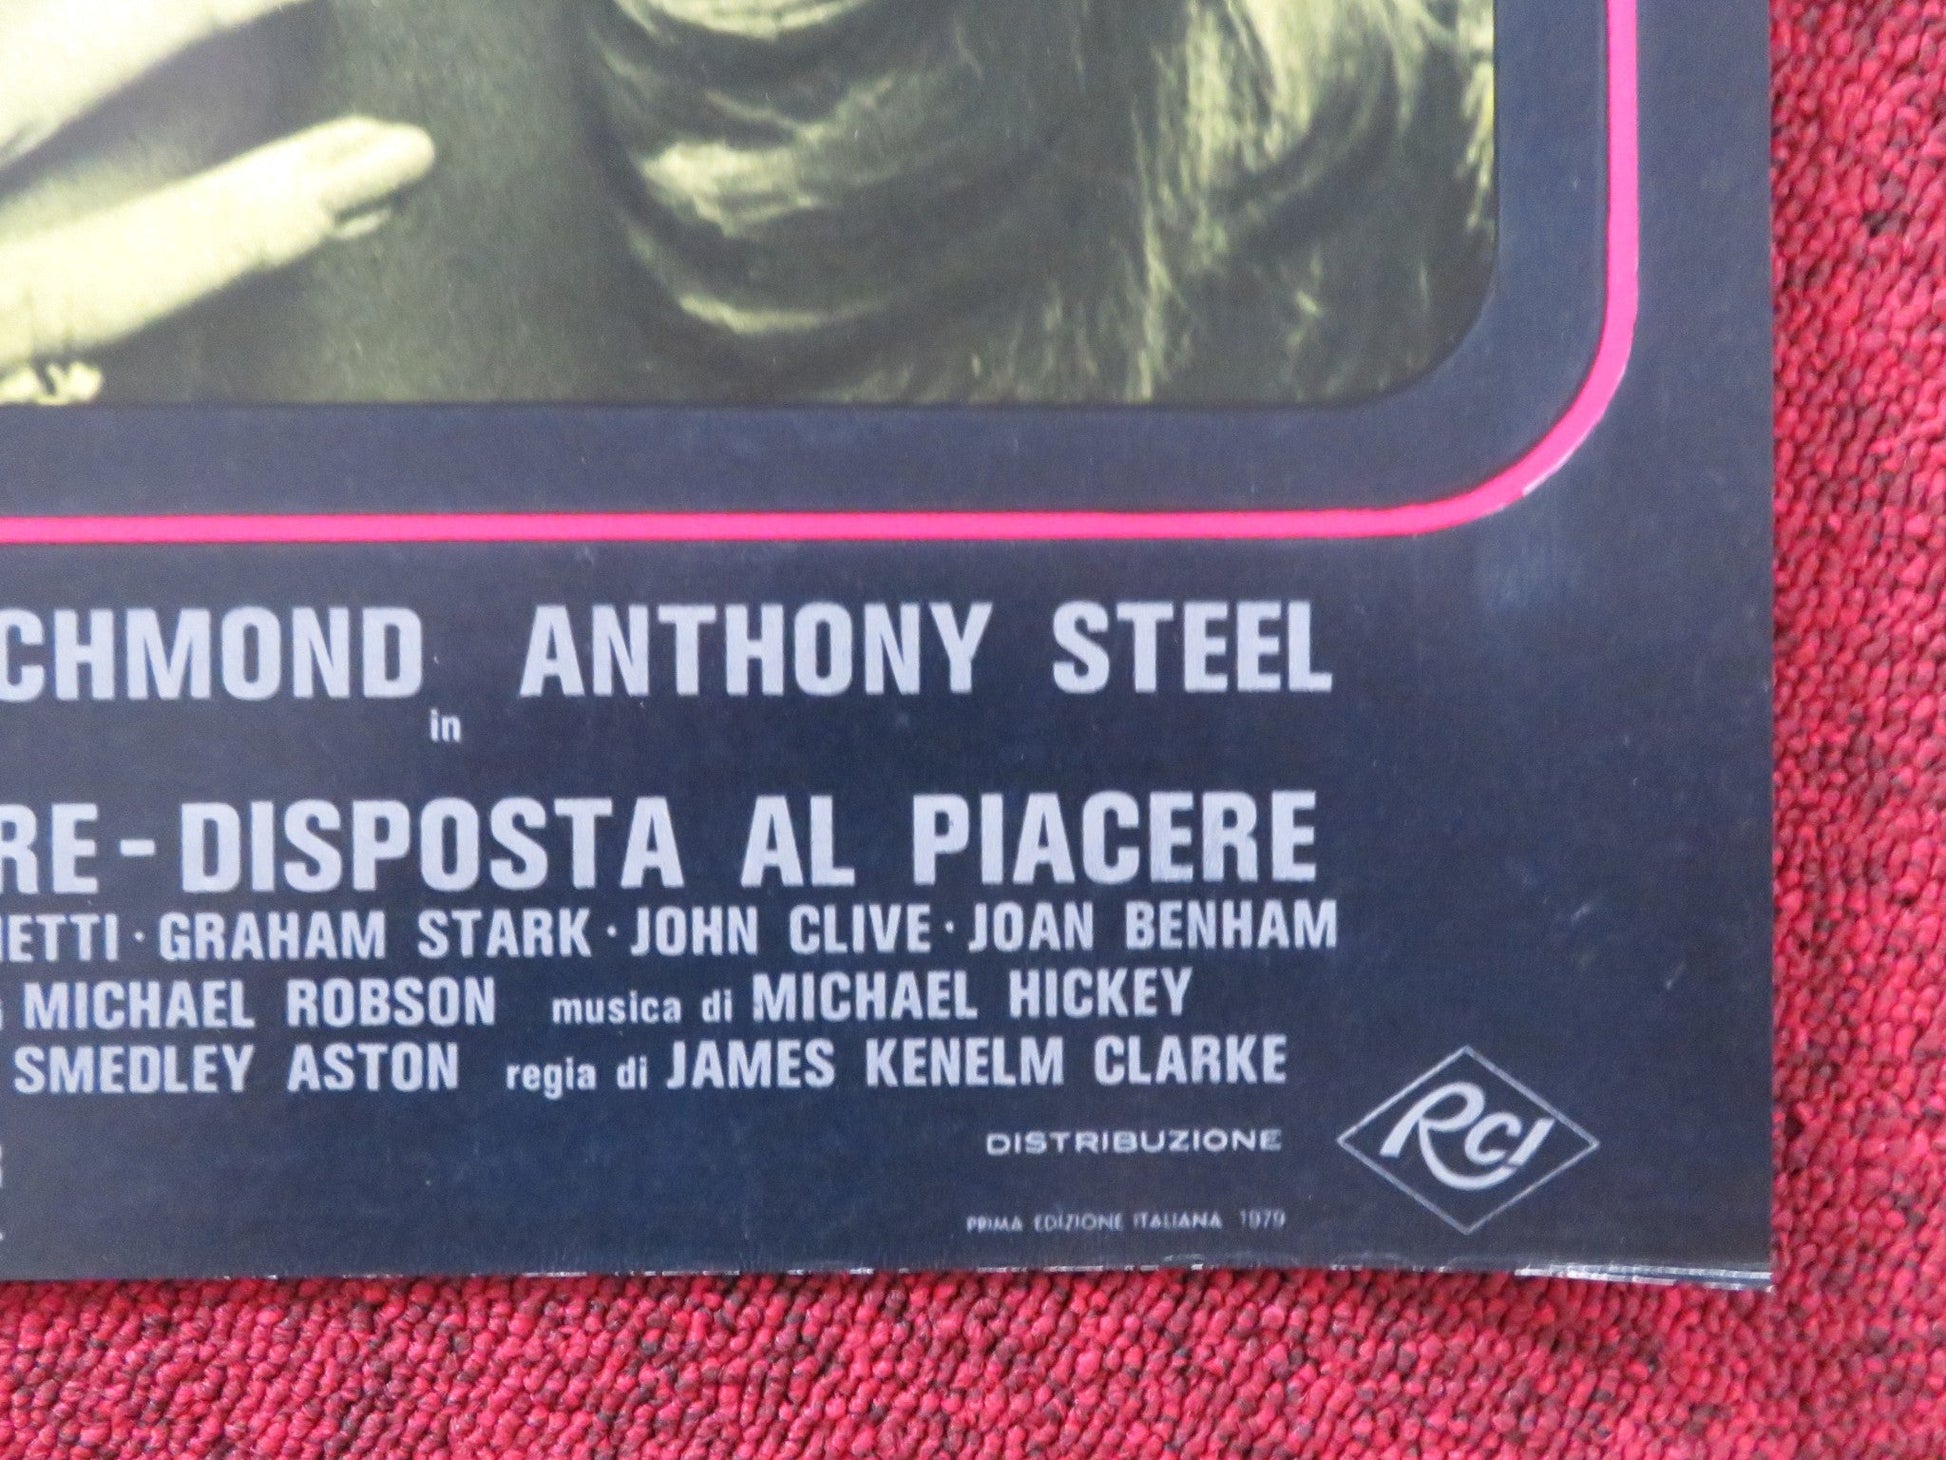 CHMOND ANTHONY STEEL
in
RE - DISPOSTA AL PIACERE
ETTI · GRAHAM STARK · JOHN CLIVE · JOAN BENHAM
MICHAEL ROBSON musica di MICHAEL HICKEY
SMEDLEY ASTON regia di JAMES KENELM CLARKE
DISTRIBUZIONE RCI
PRIMA EDIZIONE ITALIANA 1979